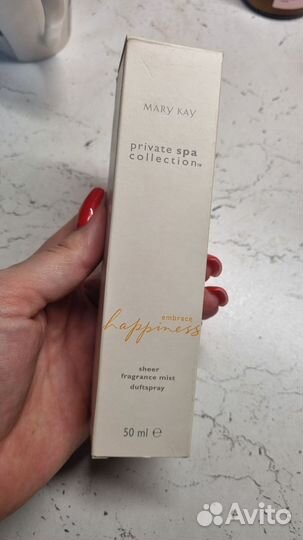 MARY KAY
private spa
collection™
embrace
happiness
sheer
fragrance mist
duftspray
50 ml ℮
Avito